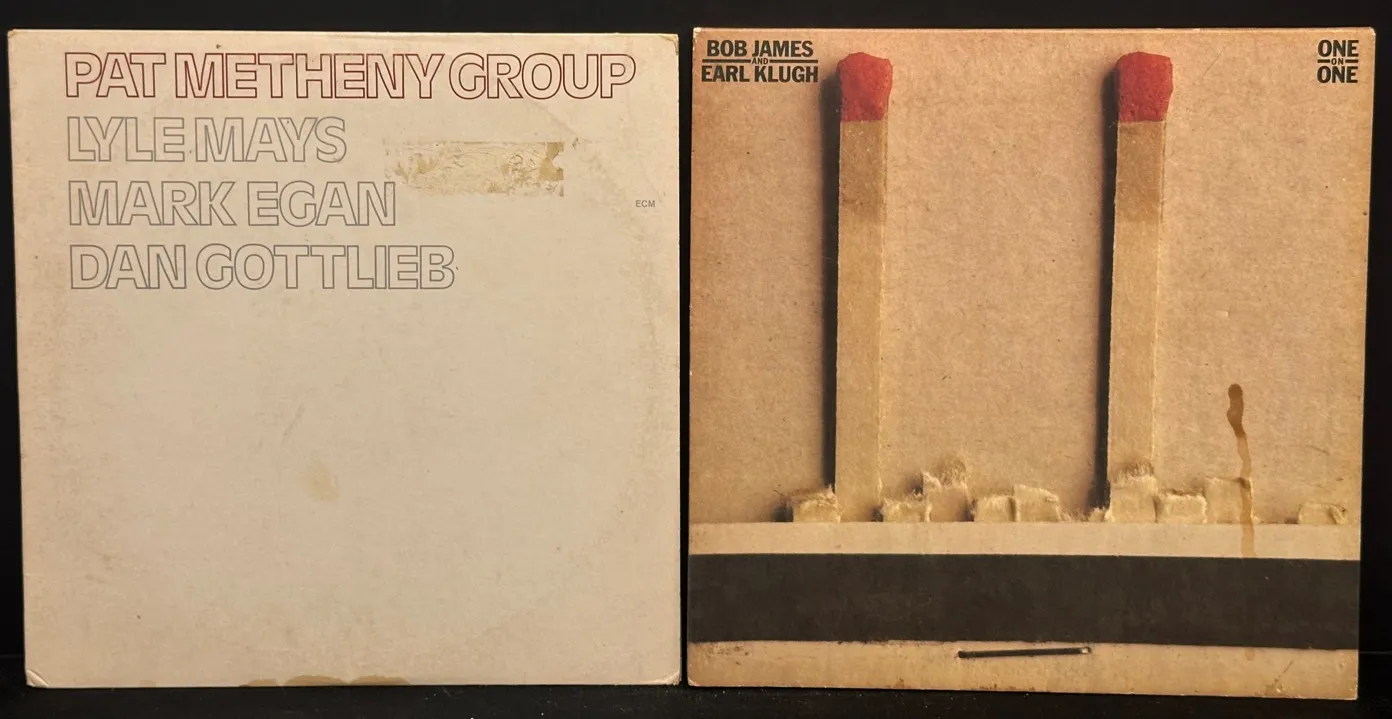 PAT METHENY GROUP
LYLE MAYS
MARK EGAN
DAN GOTTLIEB
ECM
BOB JAMES
AND
EARL KLUGH
ONE
ON
ONE